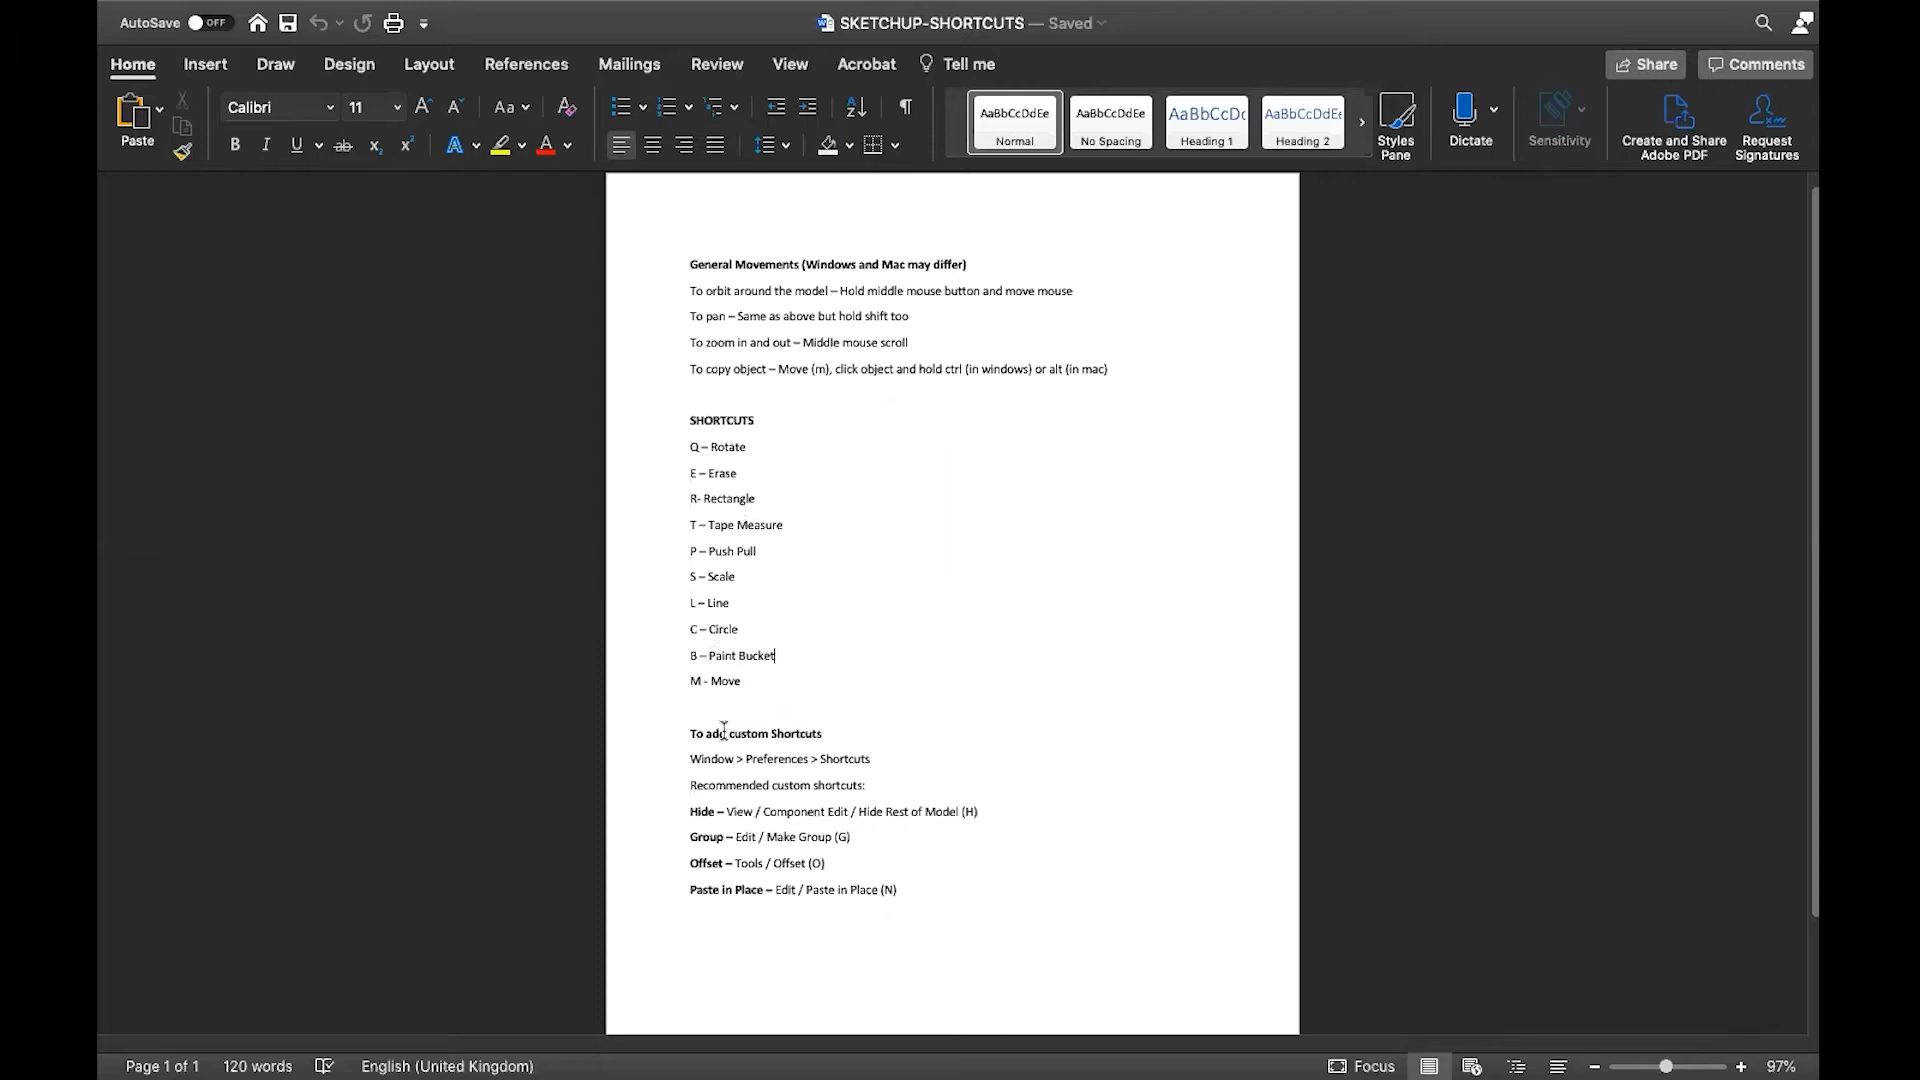 AutoSave OFF
SKETCHUP-SHORTCUTS — Saved
Home Insert Draw Design Layout References Mailings Review View Acrobat Tell me Share Comments
Paste
Calibri 11
AaBbCcDdEe Normal
AaBbCcDdEe No Spacing
AaBbCcDc Heading 1
AaBbCcDdEe Heading 2
Styles Pane
Dictate
Sensitivity
Create and Share Adobe PDF
Request Signatures
General Movements (Windows and Mac may differ)
To orbit around the model – Hold middle mouse button and move mouse
To pan – Same as above but hold shift too
To zoom in and out – Middle mouse scroll
To copy object – Move (m), click object and hold ctrl (in windows) or alt (in mac)
SHORTCUTS
Q – Rotate
E – Erase
R- Rectangle
T – Tape Measure
P – Push Pull
S – Scale
L – Line
C – Circle
B – Paint Bucket
M - Move
To add custom Shortcuts
Window > Preferences > Shortcuts
Recommended custom shortcuts:
Hide – View / Component Edit / Hide Rest of Model (H)
Group – Edit / Make Group (G)
Offset – Tools / Offset (O)
Paste in Place – Edit / Paste in Place (N)
Page 1 of 1 120 words English (United Kingdom) Focus 97%